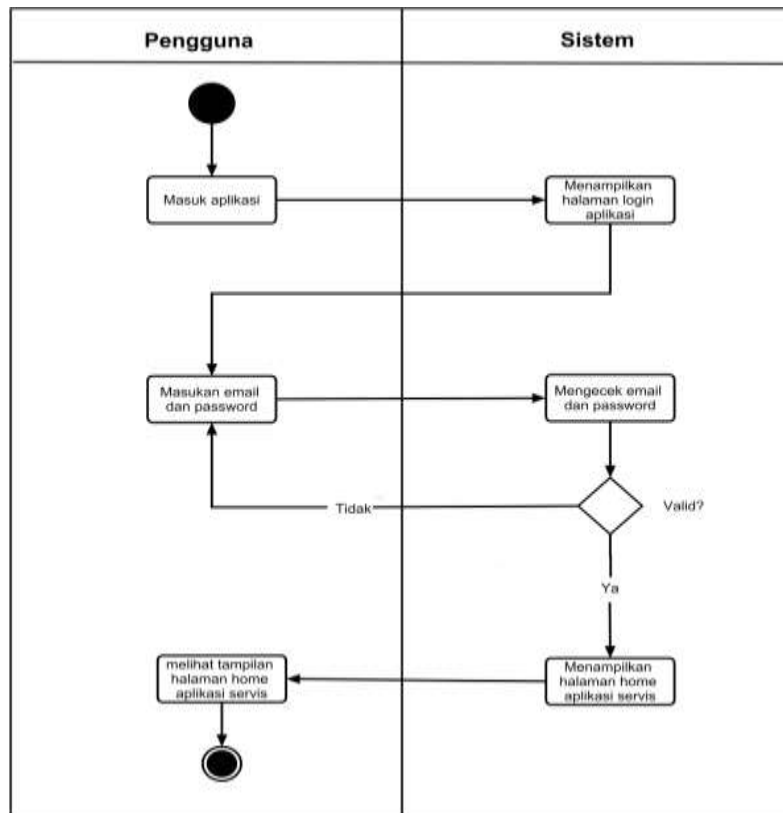 Pengguna
Sistem
Masuk aplikasi
Menampilkan
halaman login
aplikasi
Masukan email
dan password
Mengecek email
dan password
Tidak
Valid?
Ya
melihat tampilan
halaman home
aplikasi servis
Menampilkan
halaman home
aplikasi servis